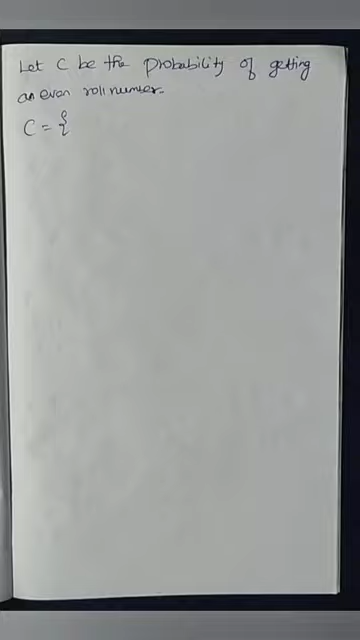 Let C be the Probability of getting
an even roll number.
C = {